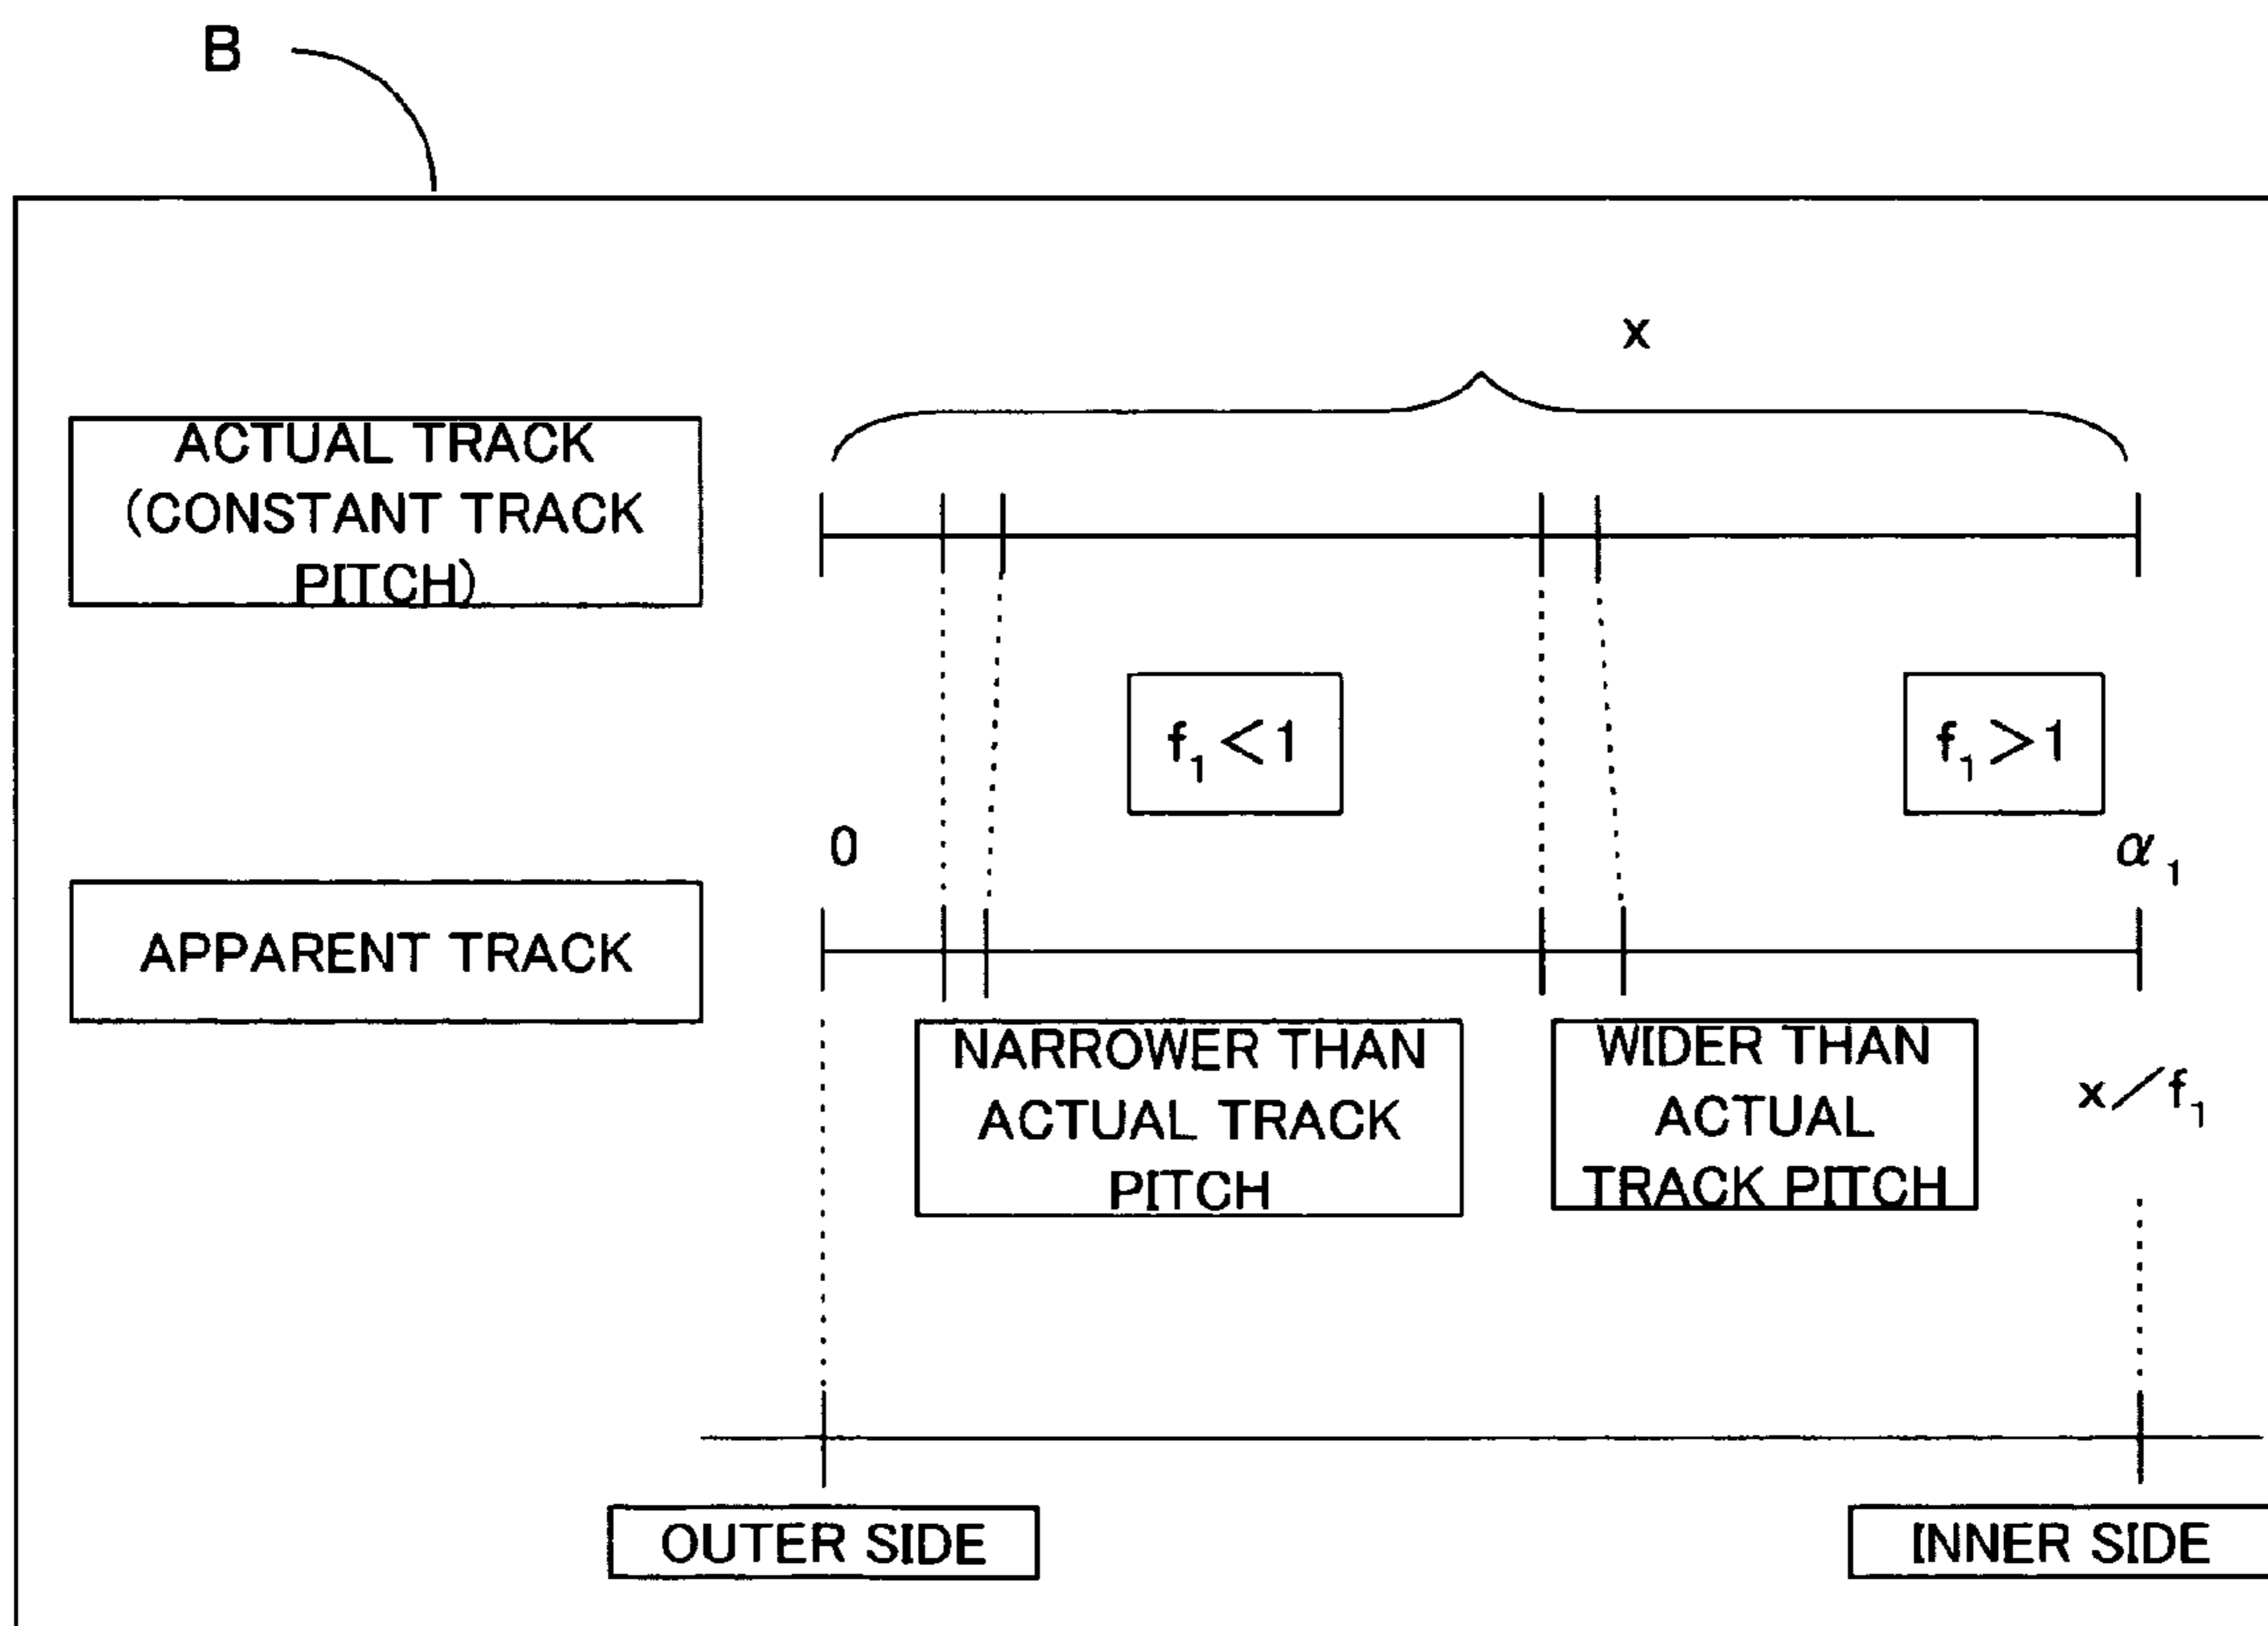 B
x
ACTUAL TRACK
(CONSTANT TRACK
PITCH)
f₁<1
f₁>1
0
α₁
APPARENT TRACK
NARROWER THAN
ACTUAL TRACK
PITCH
WIDER THAN
ACTUAL
TRACK PITCH
x/f₁
OUTER SIDE
INNER SIDE